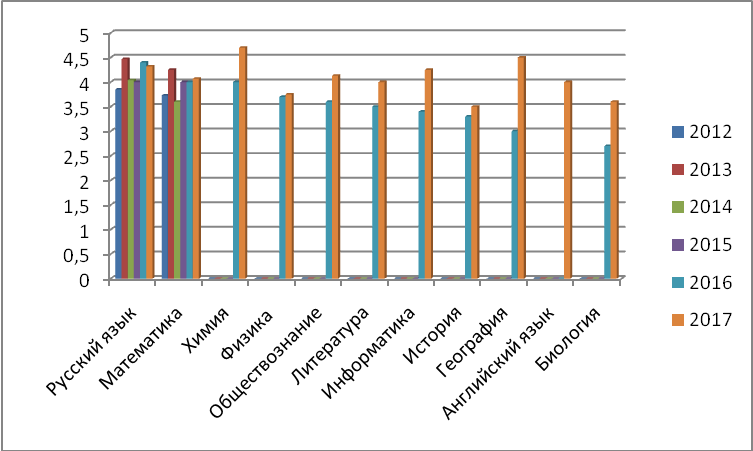 5
4,5
4
3,5
3
2,5
2
1,5
1
0,5
0
Русский язык
Математика
Химия
Физика
Обществознание
Литература
Информатика
История
География
Английский язык
Биология
2012
2013
2014
2015
2016
2017